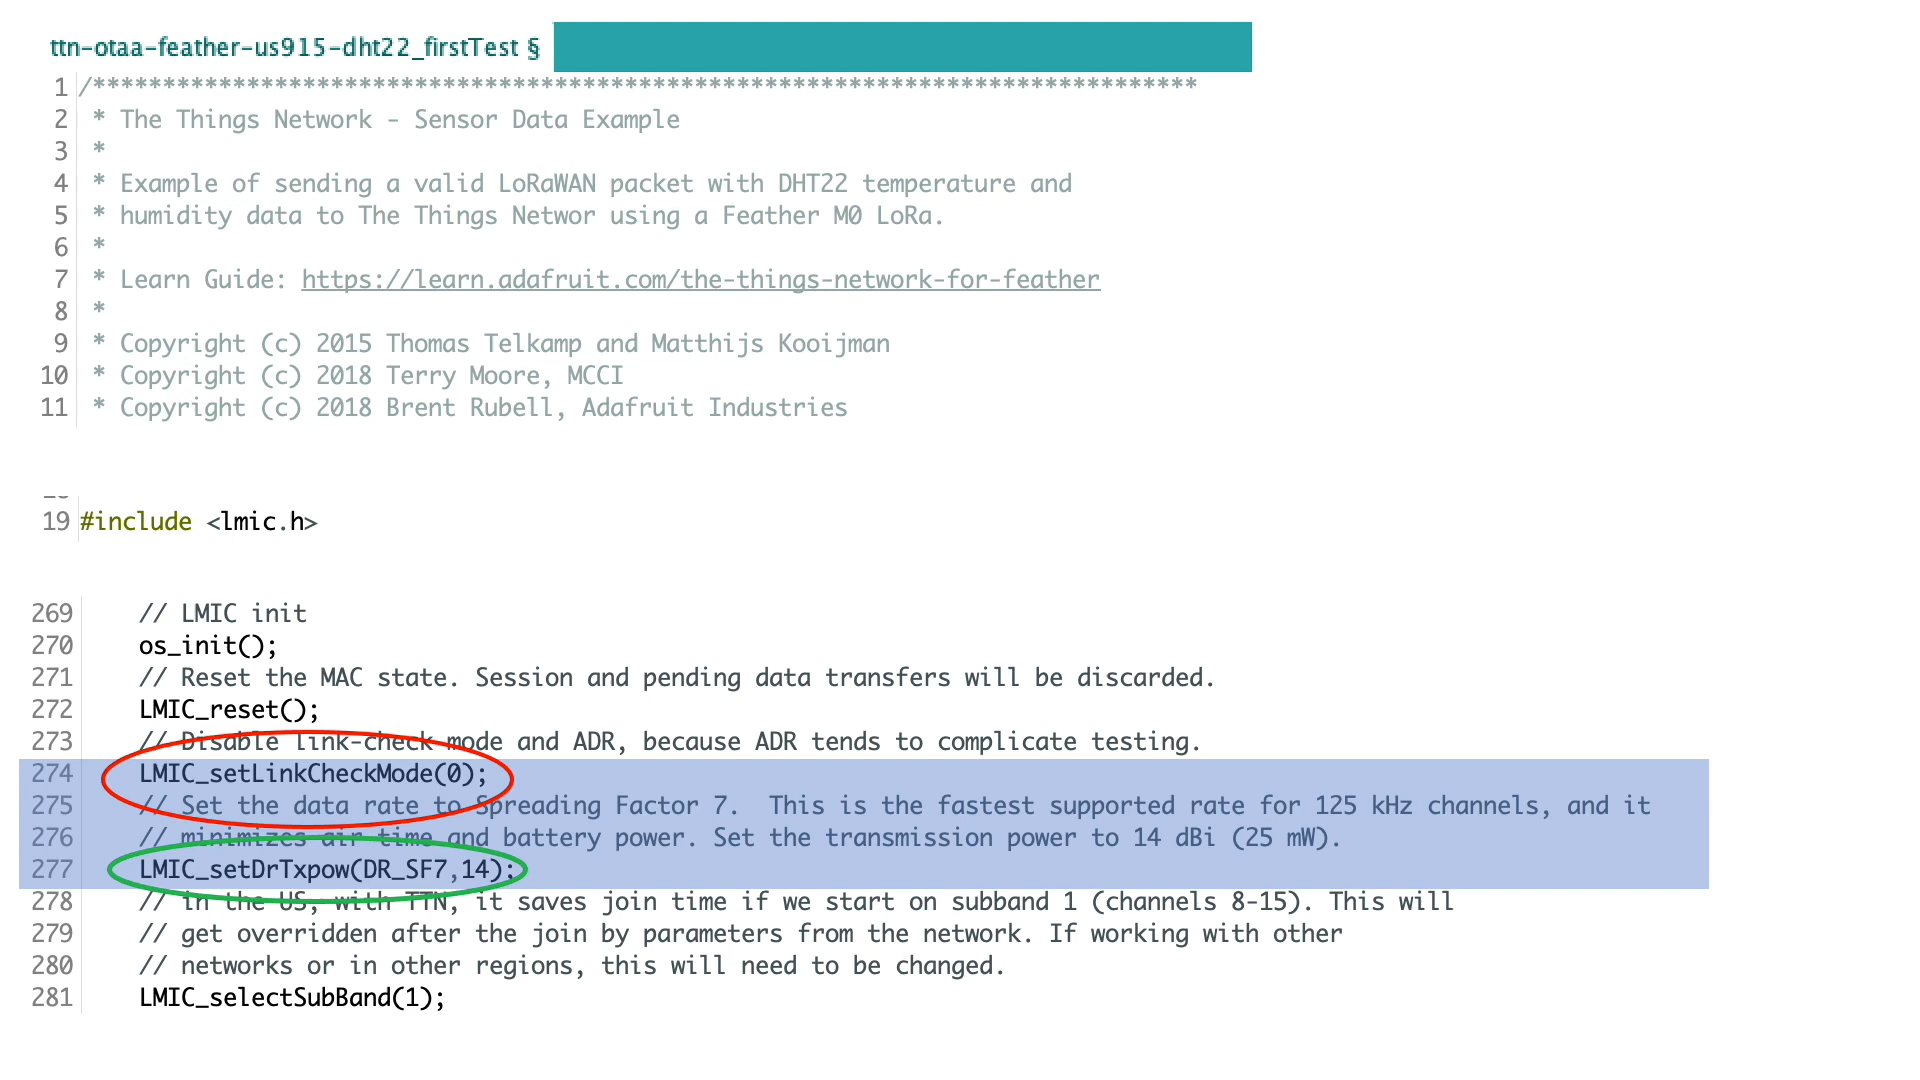 ttn-otaa-feather-us915-dht22_firstTest §
1 /*******************************************************************************
2 * The Things Network - Sensor Data Example
3 *
4 * Example of sending a valid LoRaWAN packet with DHT22 temperature and
5 * humidity data to The Things Networ using a Feather M0 LoRa.
6 *
7 * Learn Guide: https://learn.adafruit.com/the-things-network-for-feather
8 *
9 * Copyright (c) 2015 Thomas Telkamp and Matthijs Kooijman
10 * Copyright (c) 2018 Terry Moore, MCCI
11 * Copyright (c) 2018 Brent Rubell, Adafruit Industries
19 #include <lmic.h>
269 // LMIC init
270 os_init();
271 // Reset the MAC state. Session and pending data transfers will be discarded.
272 LMIC_reset();
273 // Disable link-check mode and ADR, because ADR tends to complicate testing.
274 LMIC_setLinkCheckMode(0);
275 // Set the data rate to Spreading Factor 7.  This is the fastest supported rate for 125 kHz channels, and it
276 // minimizes air time and battery power. Set the transmission power to 14 dBi (25 mW).
277 LMIC_setDrTxpow(DR_SF7,14);
278 // in the US, with TTN, it saves join time if we start on subband 1 (channels 8-15). This will
279 // get overridden after the join by parameters from the network. If working with other
280 // networks or in other regions, this will need to be changed.
281 LMIC_selectSubBand(1);